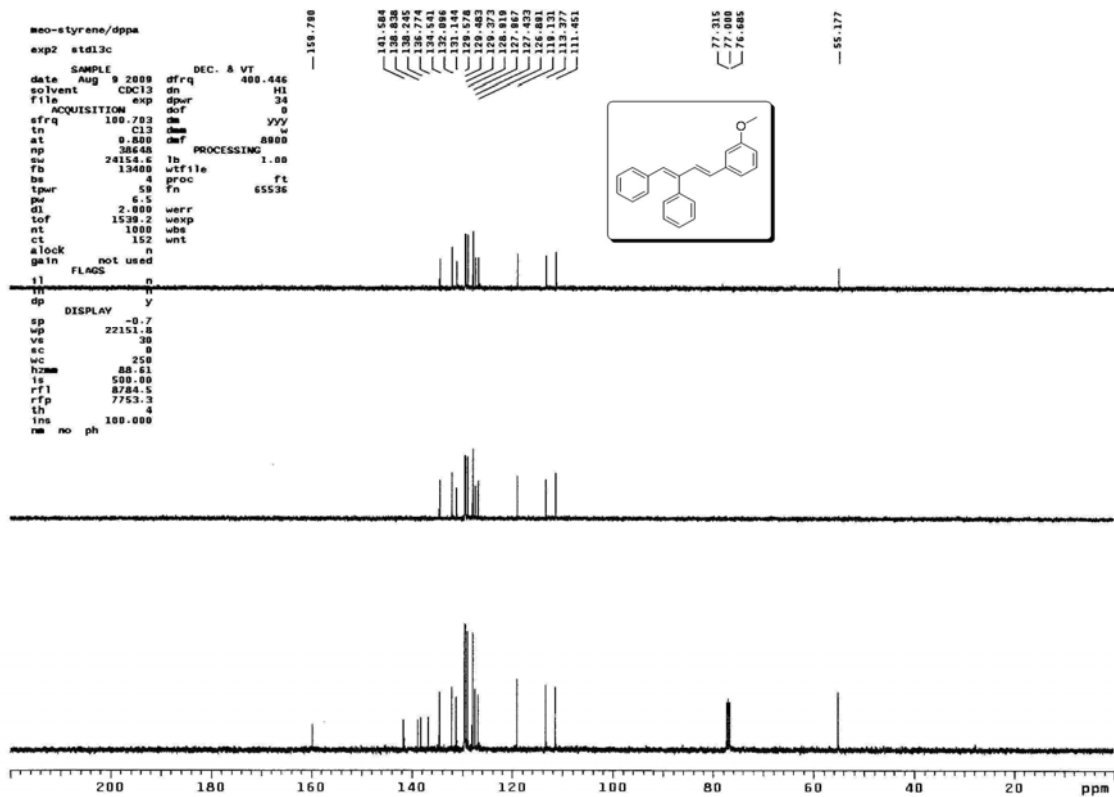 meo-styrene/dppa
exp2 std13c
SAMPLE DEC. & VT
date Aug 9 2009 dfrq 400.446
solvent CDCl3 dn H1
file exp dpwr 34
ACQUISITION dof 0
sfrq 100.703 dm yyy
tn C13 dmm w
at 0.800 dmf 8900
np 38648 PROCESSING
sw 24154.6 lb 1.00
fb 13400 wtfile
bs 4 proc ft
tpwr 59 fn 65536
pw 6.5
d1 2.000 werr
tof 1539.2 wexp
nt 1000 wbs
ct 152 wnt
alock n
gain not used
FLAGS
il n
in n
dp y
DISPLAY
sp -0.7
wp 22151.8
vs 30
sc 0
wc 250
hzmm 88.61
is 500.00
rfl 8784.5
rfp 7753.3
th 4
ins 100.000
nm no ph
159.790
141.584
138.838
138.245
136.774
134.541
132.096
131.144
129.578
129.483
129.373
128.919
127.967
127.433
126.891
119.131
113.377
111.451
77.315
77.000
76.685
55.177
O
200 180 160 140 120 100 80 60 40 20 ppm